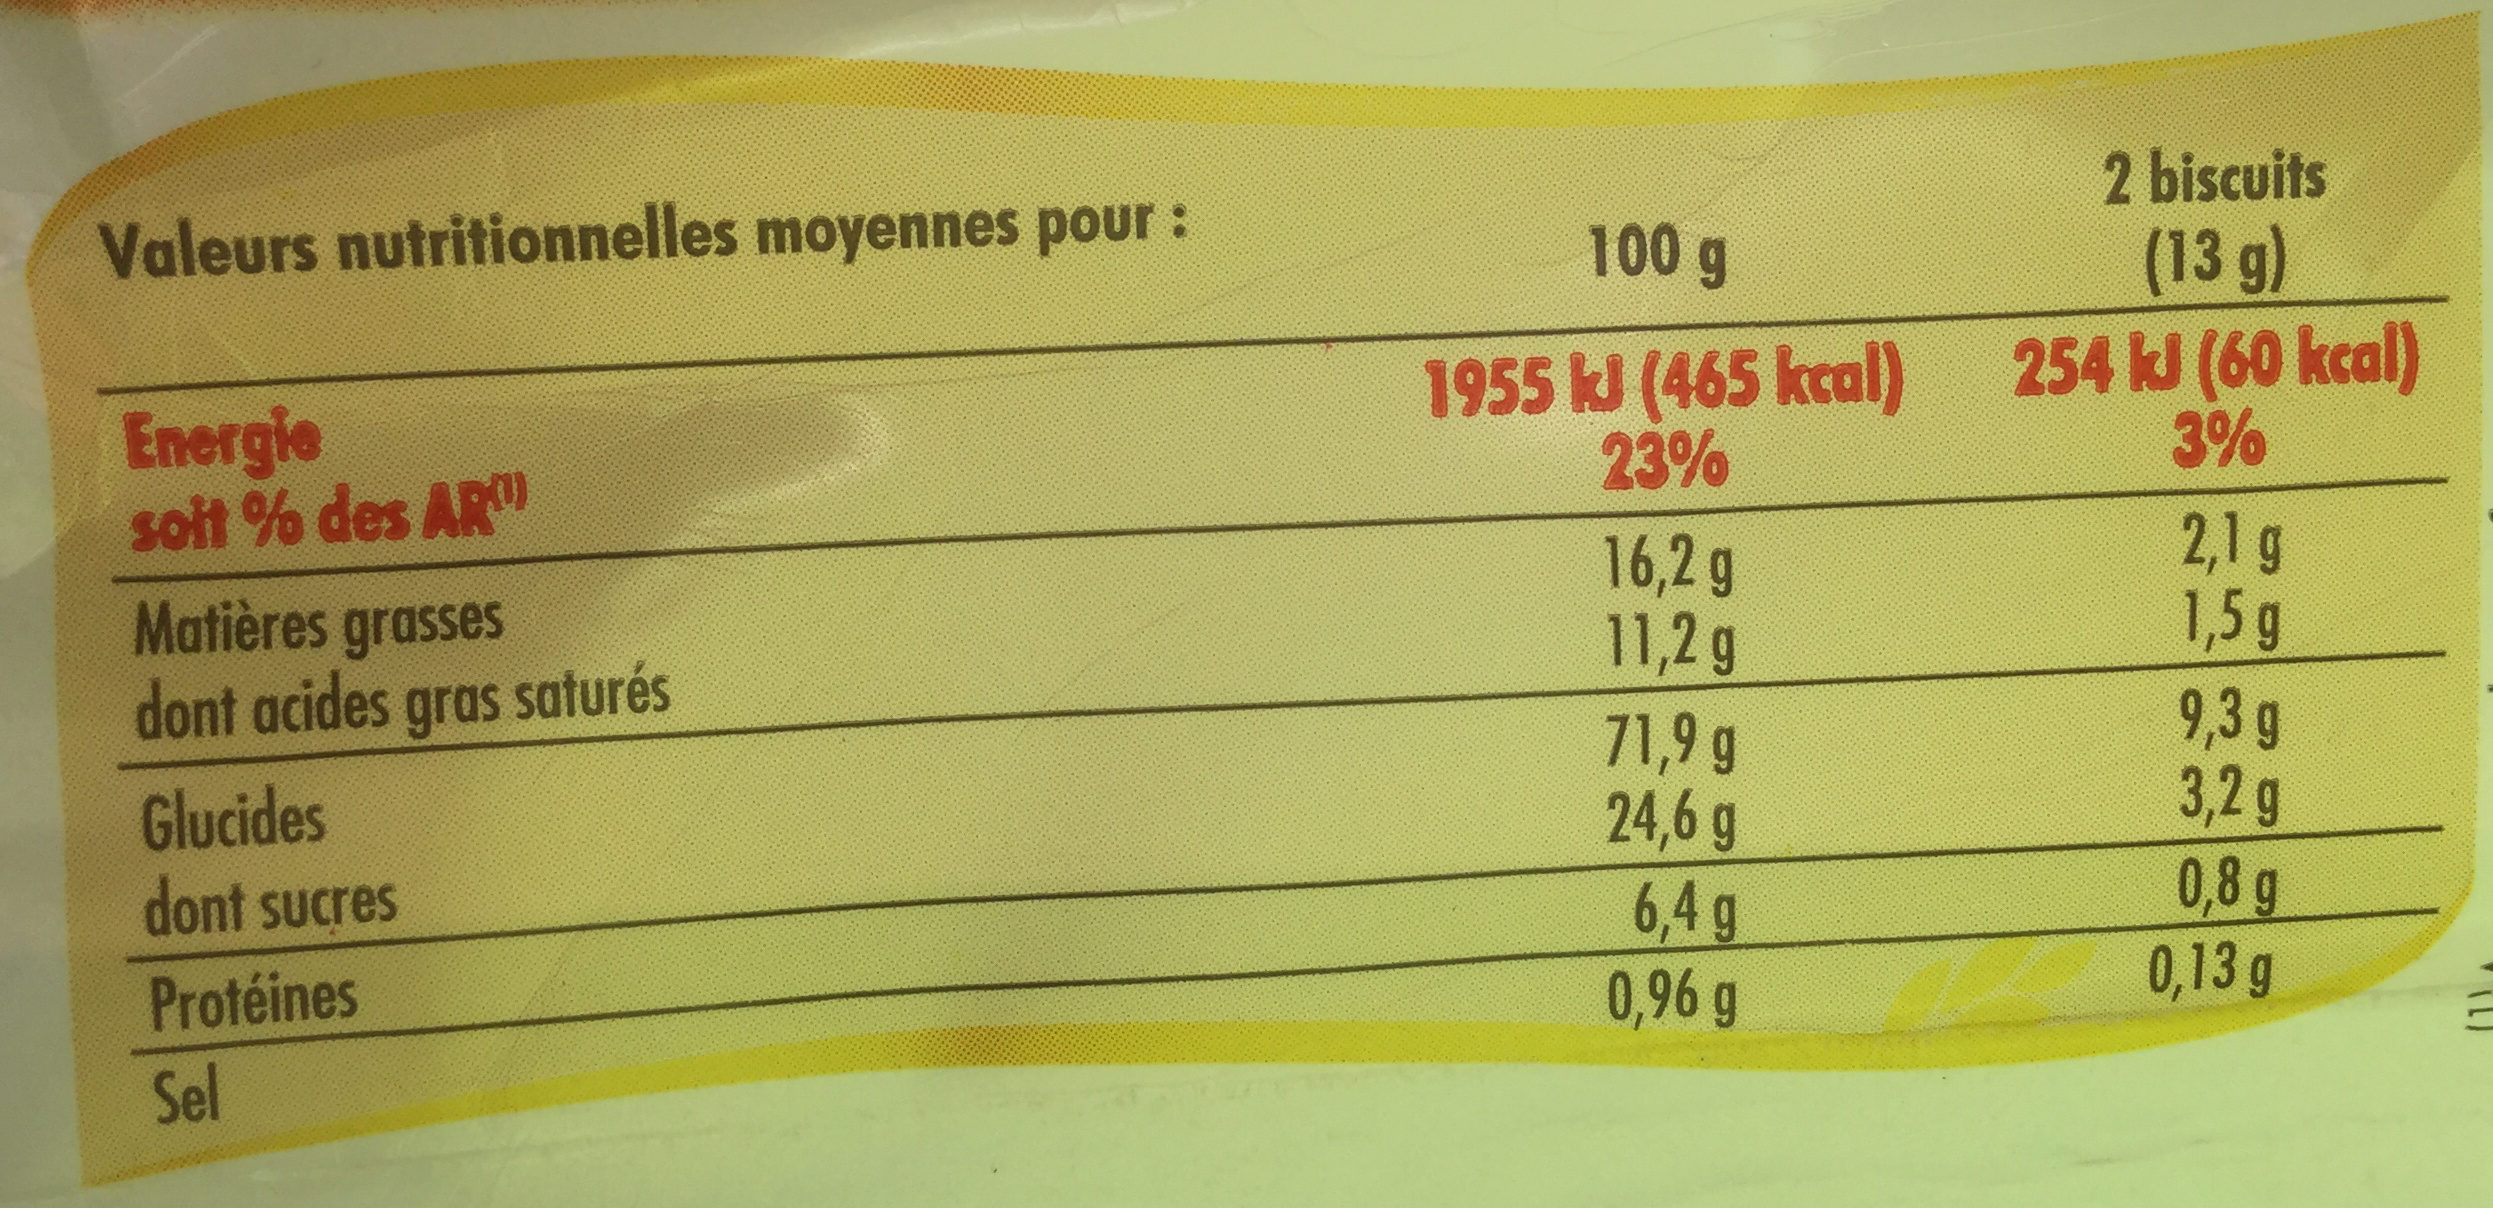 Valeurs nutritionnelles moyennes pour : 100 g 2 biscuits (13 g)
Energie 1955 kJ (465 kcal) 254 kJ (60 kcal)
soit % des AR(1) 23% 3%
Matières grasses 16,2 g 2,1 g
dont acides gras saturés 11,2 g 1,5 g
Glucides 71,9 g 9,3 g
dont sucres 24,6 g 3,2 g
Protéines 6,4 g 0,8 g
Sel 0,96 g 0,13 g